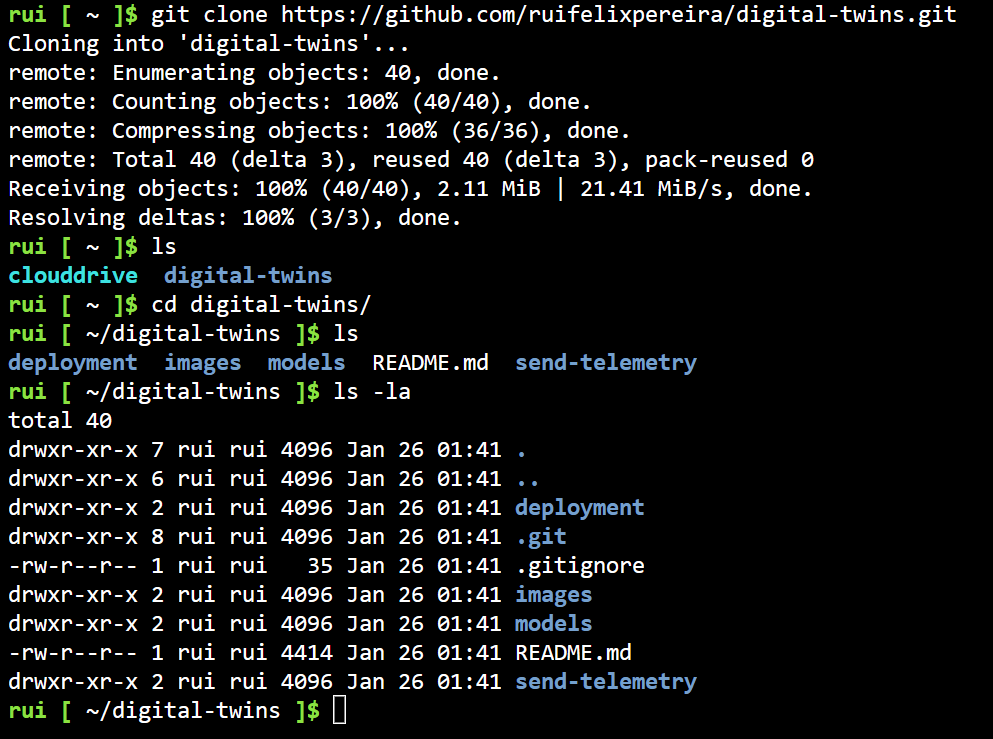 rui [ ~ ]$ git clone https://github.com/ruifelixpereira/digital-twins.git
Cloning into 'digital-twins'...
remote: Enumerating objects: 40, done.
remote: Counting objects: 100% (40/40), done.
remote: Compressing objects: 100% (36/36), done.
remote: Total 40 (delta 3), reused 40 (delta 3), pack-reused 0
Receiving objects: 100% (40/40), 2.11 MiB | 21.41 MiB/s, done.
Resolving deltas: 100% (3/3), done.
rui [ ~ ]$ ls
clouddrive  digital-twins
rui [ ~ ]$ cd digital-twins/
rui [ ~/digital-twins ]$ ls
deployment  images  models  README.md  send-telemetry
rui [ ~/digital-twins ]$ ls -la
total 40
drwxr-xr-x 7 rui rui 4096 Jan 26 01:41 .
drwxr-xr-x 6 rui rui 4096 Jan 26 01:41 ..
drwxr-xr-x 2 rui rui 4096 Jan 26 01:41 deployment
drwxr-xr-x 8 rui rui 4096 Jan 26 01:41 .git
-rw-r--r-- 1 rui rui   35 Jan 26 01:41 .gitignore
drwxr-xr-x 2 rui rui 4096 Jan 26 01:41 images
drwxr-xr-x 2 rui rui 4096 Jan 26 01:41 models
-rw-r--r-- 1 rui rui 4414 Jan 26 01:41 README.md
drwxr-xr-x 2 rui rui 4096 Jan 26 01:41 send-telemetry
rui [ ~/digital-twins ]$